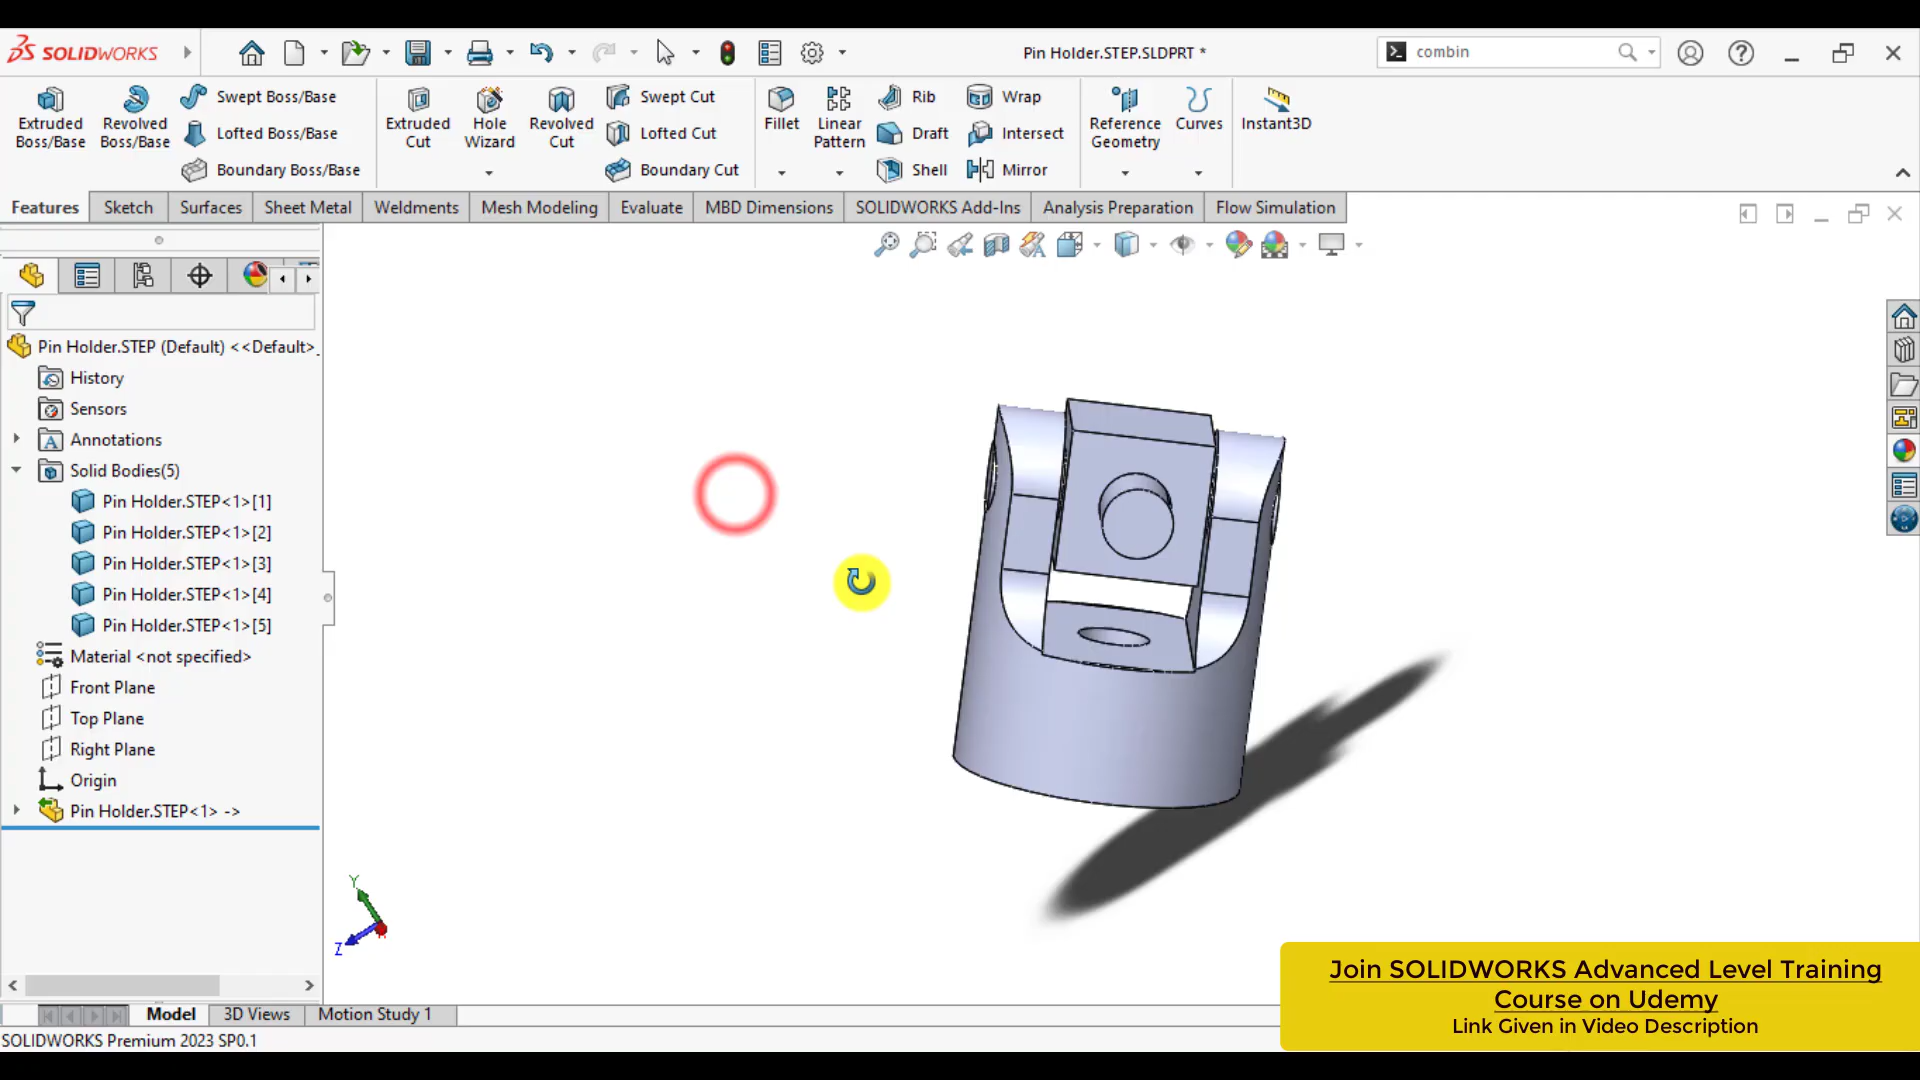 SOLIDWORKS
Pin Holder.STEP.SLDPRT *
combin
Extruded Boss/Base
Revolved Boss/Base
Swept Boss/Base
Lofted Boss/Base
Boundary Boss/Base
Extruded Cut
Hole Wizard
Revolved Cut
Swept Cut
Lofted Cut
Boundary Cut
Fillet
Linear Pattern
Rib
Draft
Shell
Wrap
Intersect
Mirror
Reference Geometry
Curves
Instant3D
Features
Sketch
Surfaces
Sheet Metal
Weldments
Mesh Modeling
Evaluate
MBD Dimensions
SOLIDWORKS Add-Ins
Analysis Preparation
Flow Simulation
Pin Holder.STEP (Default) <<Default>_
History
Sensors
Annotations
Solid Bodies(5)
Pin Holder.STEP<1>[1]
Pin Holder.STEP<1>[2]
Pin Holder.STEP<1>[3]
Pin Holder.STEP<1>[4]
Pin Holder.STEP<1>[5]
Material <not specified>
Front Plane
Top Plane
Right Plane
Origin
Pin Holder.STEP<1> ->
Y
Z
Model
3D Views
Motion Study 1
SOLIDWORKS Premium 2023 SP0.1
Join SOLIDWORKS Advanced Level Training
Course on Udemy
Link Given in Video Description